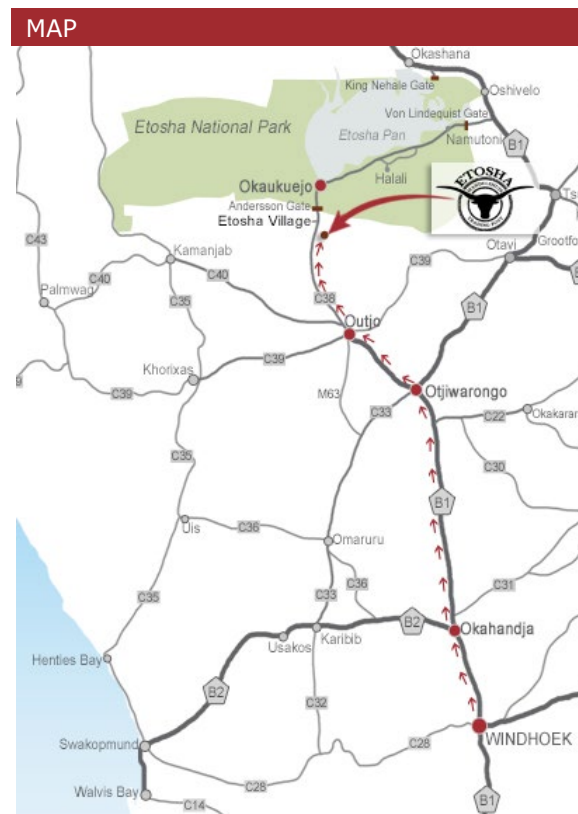 MAP
Okashana
King Nehale Gate
Oshivelo
Von Lindequist Gate
Etosha National Park
Etosha Pan
Namutoni
B1
Halali
Okaukuejo
ETOSHA
Andersson Gate
Etosha Village
Ts
C43
Kamanjab
Otavi
Grootfo
C39
C40
C40
C38
B1
Palmwag
C35
Outjo
Khorixas
C39
M63
Otjiwarongo
C39
C33
C22
Okakaran
C35
C30
B1
Uis
C36
Omaruru
C36
C31
C35
C33
B2
Okahandja
Usakos
Karibib
Henties Bay
B2
C32
WINDHOEK
Swakopmund
C28
C28
Walvis Bay
C14
B1